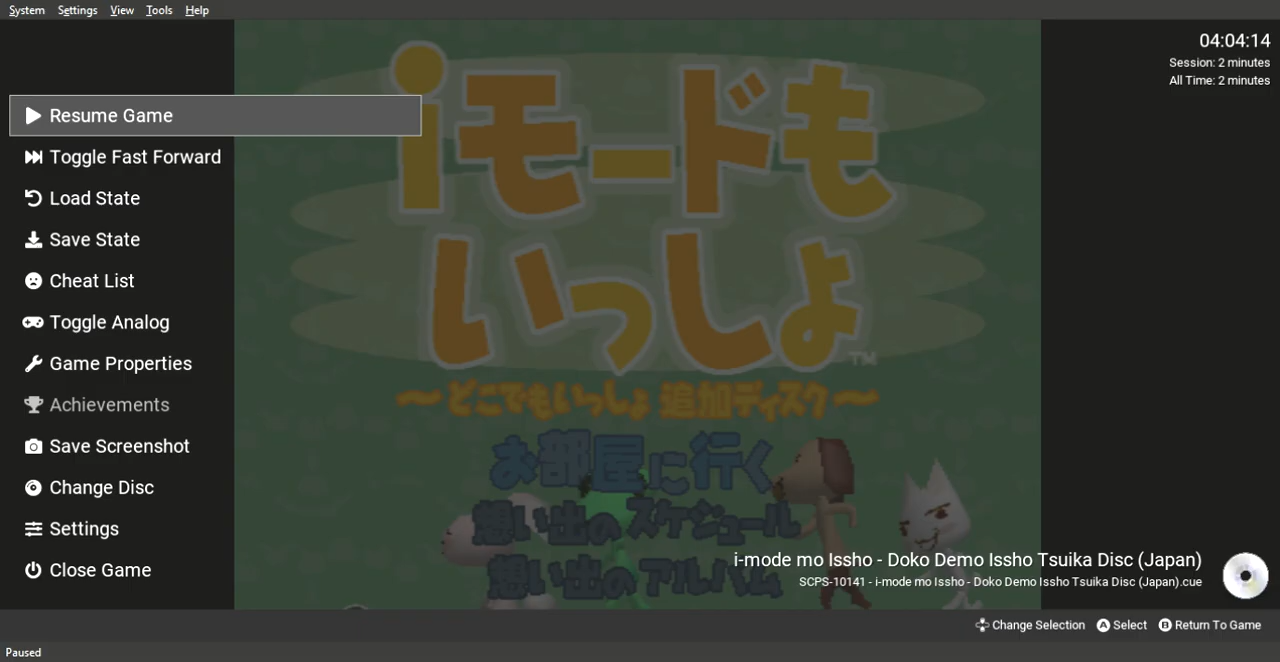 System Settings View Tools Help
04:04:14
Session: 2 minutes
All Time: 2 minutes
Resume Game
Toggle Fast Forward
Load State
Save State
Cheat List
Toggle Analog
Game Properties
Achievements
Save Screenshot
Change Disc
Settings
Close Game
iモードも
いっしょ™
～どこでもいっしょ 追加ディスク～
お部屋に行く
想い出のスケジュール
想い出のアルバム
i-mode mo Issho - Doko Demo Issho Tsuika Disc (Japan)
SCPS-10141 - i-mode mo Issho - Doko Demo Issho Tsuika Disc (Japan).cue
Change Selection A Select B Return To Game
Paused